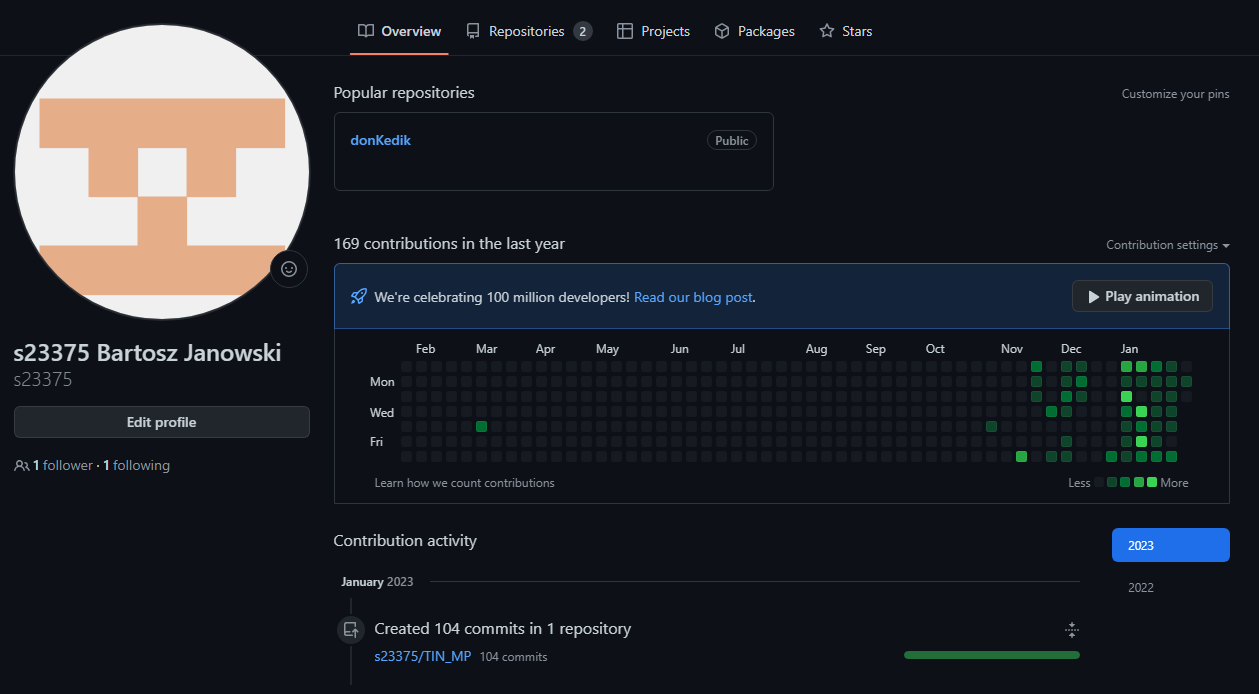 Overview Repositories 2 Projects Packages Stars
Popular repositories Customize your pins
donKedik Public
169 contributions in the last year Contribution settings
We're celebrating 100 million developers! Read our blog post. Play animation
Feb Mar Apr May Jun Jul Aug Sep Oct Nov Dec Jan
Mon
Wed
Fri
Learn how we count contributions Less More
s23375 Bartosz Janowski
s23375
Edit profile
1 follower · 1 following
Contribution activity
2023
2022
January 2023
Created 104 commits in 1 repository
s23375/TIN_MP 104 commits